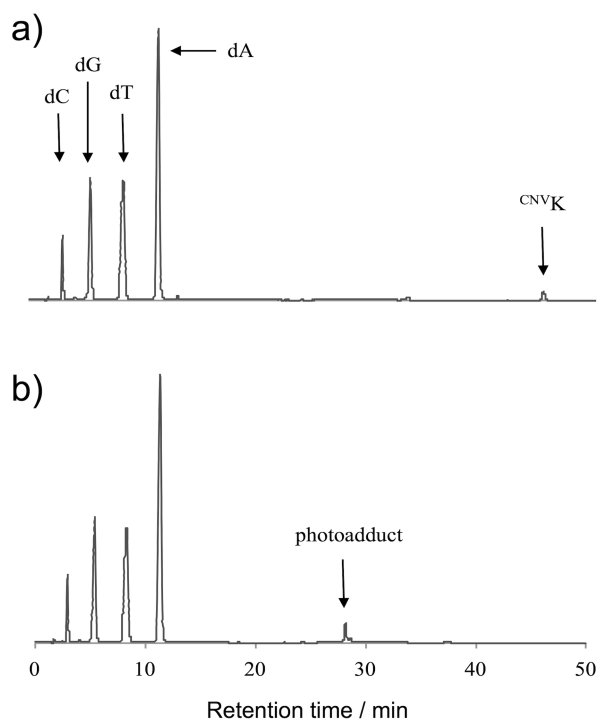 a)
dA
dG
dC
dT
CNVK
b)
photoadduct
0 10 20 30 40 50
Retention time / min